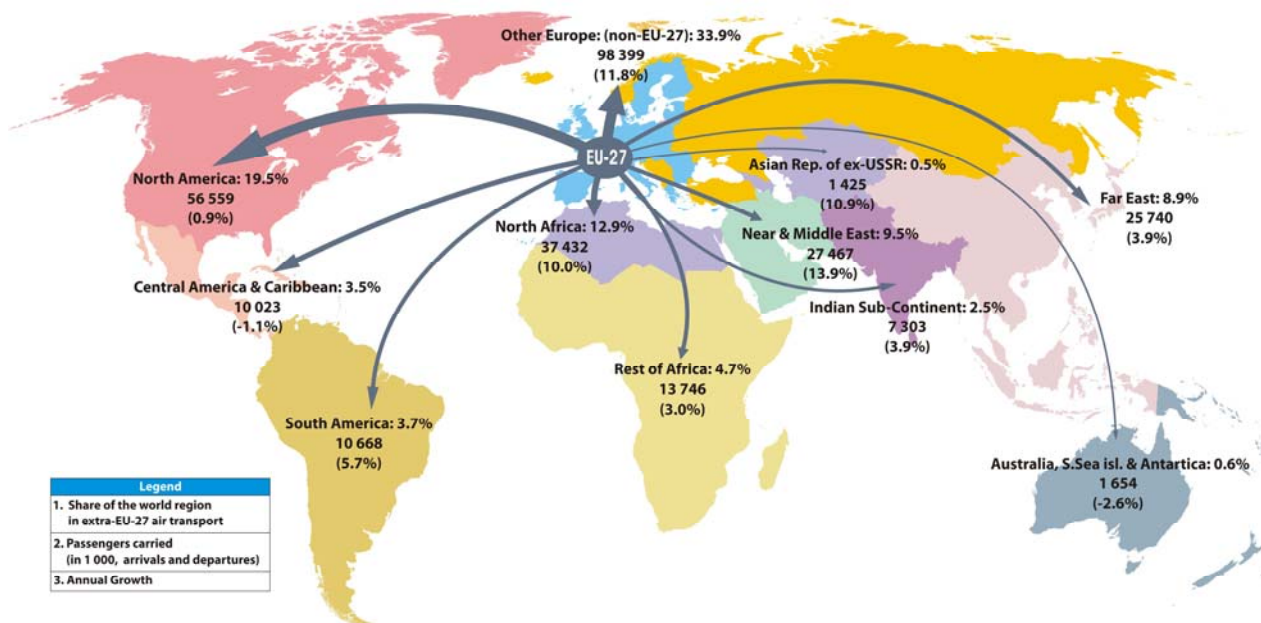 Other Europe: (non-EU-27): 33.9%
98 399
(11.8%)
EU-27
North America: 19.5%
56 559
(0.9%)
Asian Rep. of ex-USSR: 0.5%
1 425
(10.9%)
Far East: 8.9%
25 740
(3.9%)
North Africa: 12.9%
37 432
(10.0%)
Near & Middle East: 9.5%
27 467
(13.9%)
Central America & Caribbean: 3.5%
10 023
(-1.1%)
Indian Sub-Continent: 2.5%
7 303
(3.9%)
Rest of Africa: 4.7%
13 746
(3.0%)
South America: 3.7%
10 668
(5.7%)
Australia, S.Sea isl. & Antartica: 0.6%
1 654
(-2.6%)
Legend
1. Share of the world region
in extra-EU-27 air transport
2. Passengers carried
(in 1 000, arrivals and departures)
3. Annual Growth